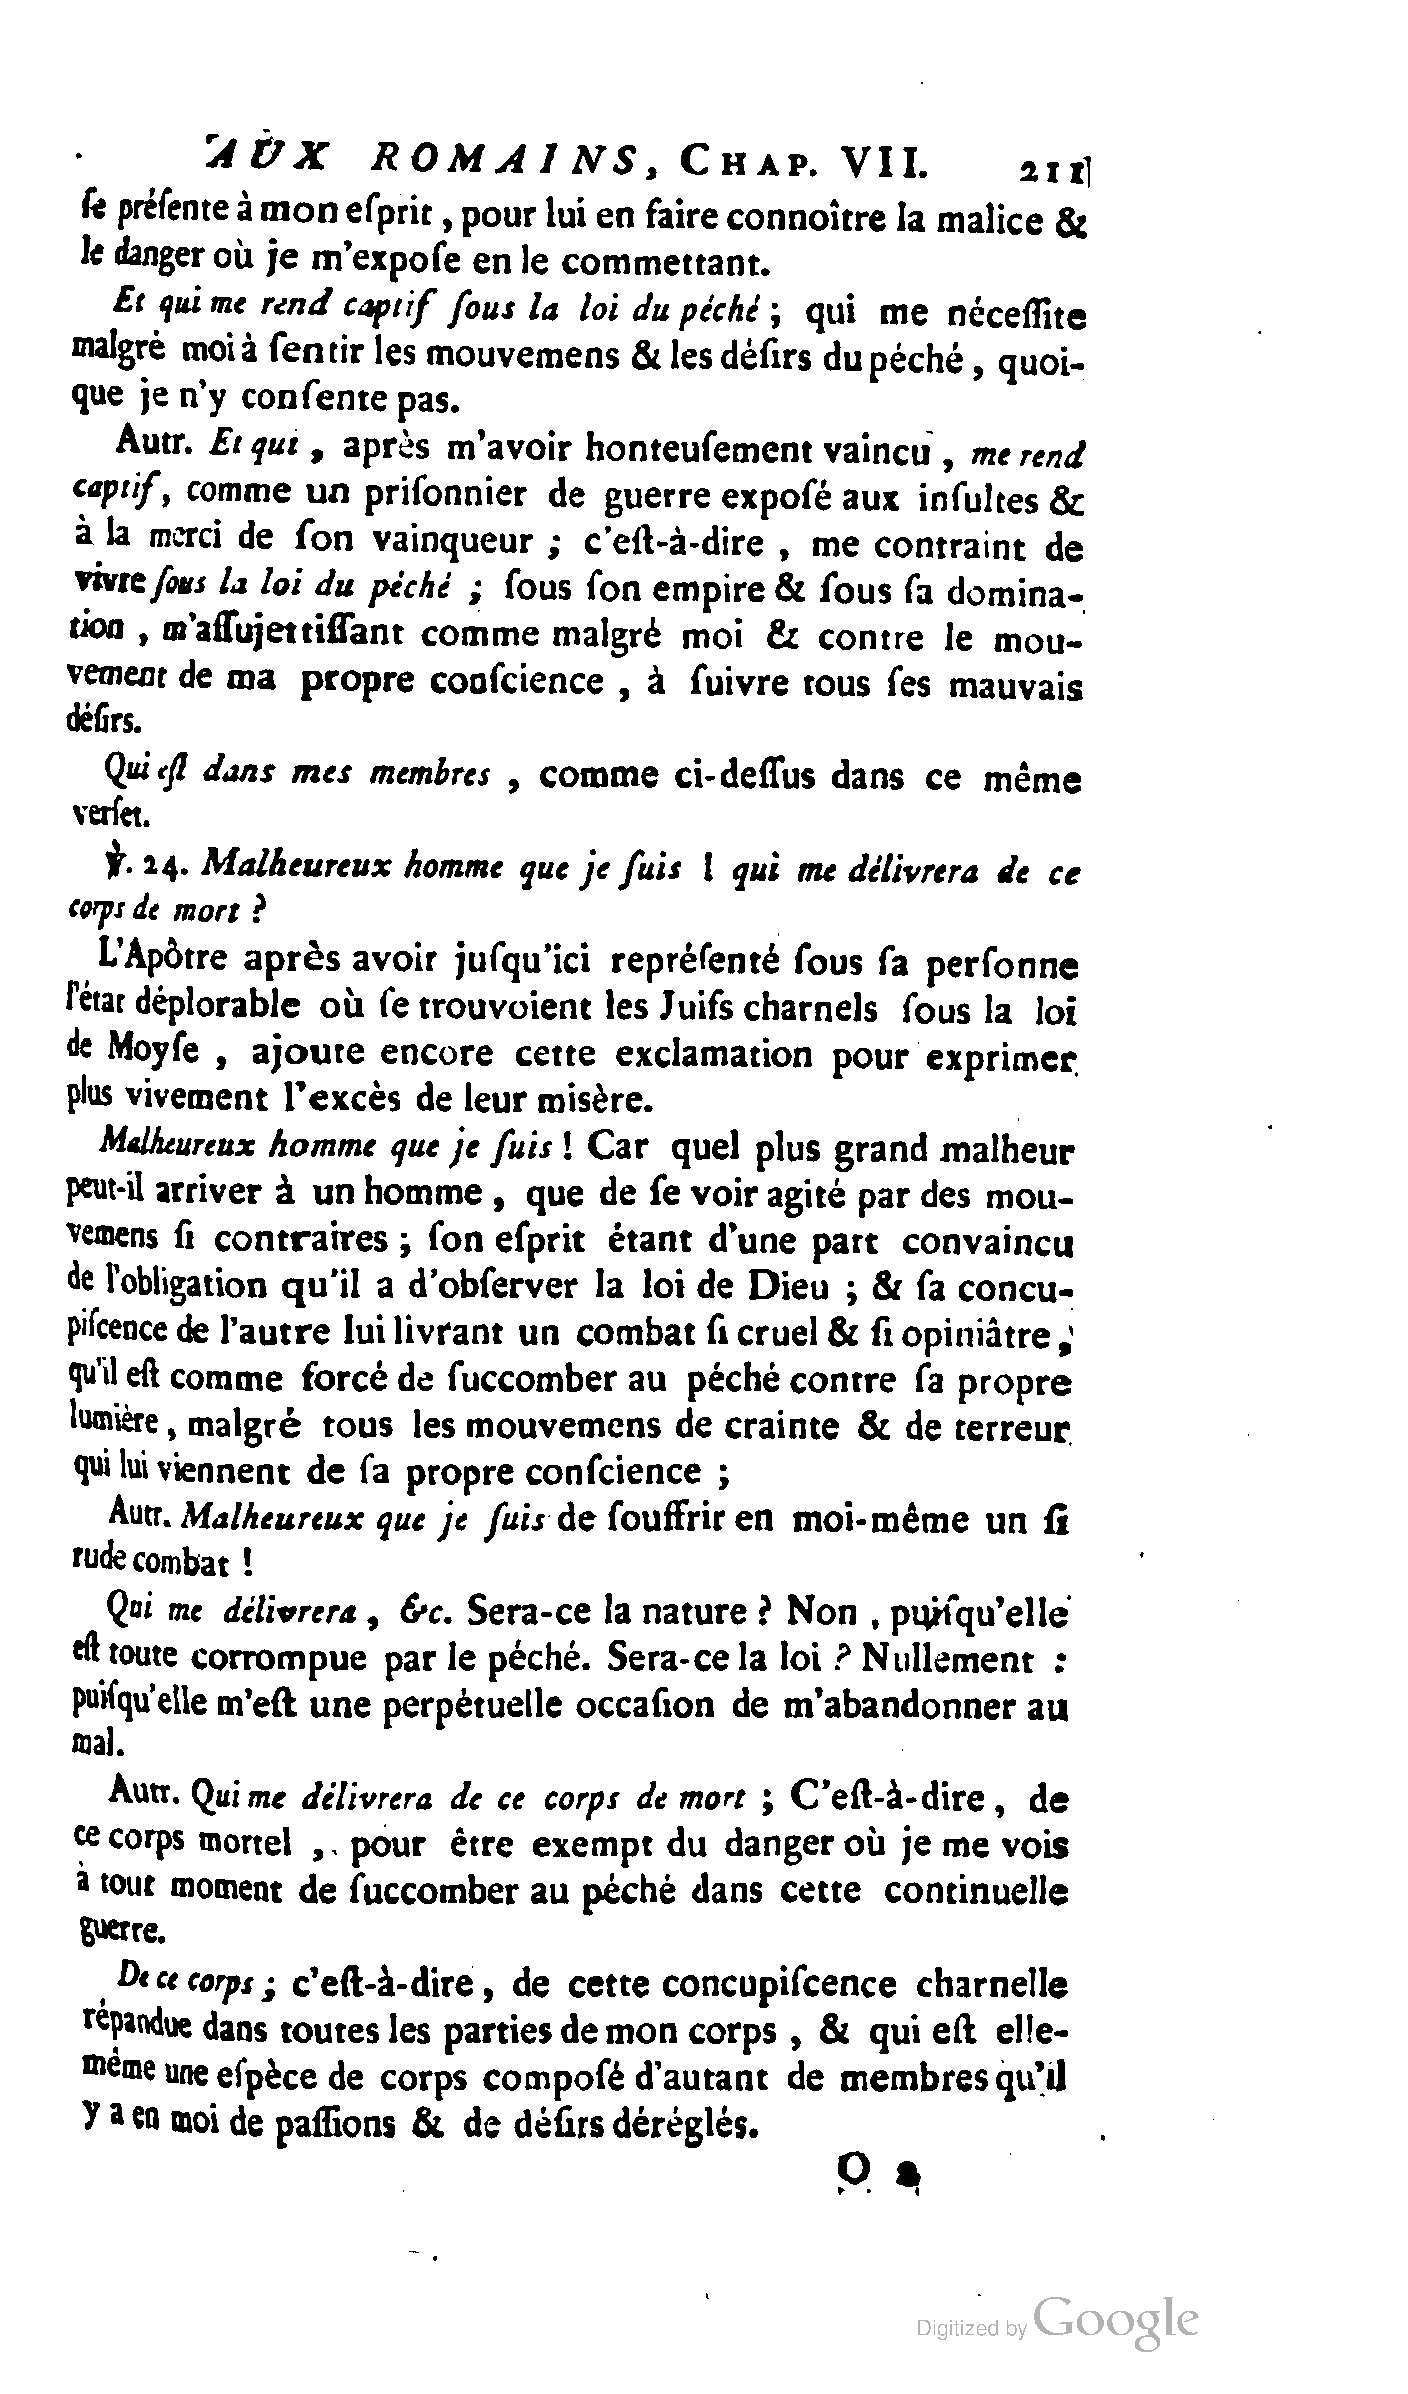 AUX ROMAINS, CHAP. VII. 211
ſe préſente à mon eſprit, pour lui en faire connoître la malice &
le danger où je m'expoſe en le commettant.
Et qui me rend captif ſous la loi du péché ; qui me néceſſite
malgré moi à ſentir les mouvemens & les déſirs du péché, quoi-
que je n'y conſente pas.
Autr. Et qui, après m'avoir honteuſement vaincu, me rend
captif, comme un priſonnier de guerre expoſé aux inſultes &
à la merci de ſon vainqueur ; c'eſt-à-dire, me contraint de
vivre ſous la loi du péché ; ſous ſon empire & ſous ſa domina-
tion, m'aſſujettiſſant comme malgré moi & contre le mou-
vement de ma propre conſcience, à ſuivre tous ſes mauvais
déſirs.
Qui eſt dans mes membres, comme ci-deſſus dans ce même
verſet.
℣. 24. Malheureux homme que je ſuis ! qui me délivrera de ce
corps de mort ?
L'Apôtre après avoir juſqu'ici repréſenté ſous ſa perſonne
l'état déplorable où ſe trouvoient les Juifs charnels ſous la loi
de Moyſe, ajoute encore cette exclamation pour exprimer
plus vivement l'excès de leur misère.
Malheureux homme que je ſuis ! Car quel plus grand malheur
peut-il arriver à un homme, que de ſe voir agité par des mou-
vemens ſi contraires ; ſon eſprit étant d'une part convaincu
de l'obligation qu'il a d'obſerver la loi de Dieu ; & ſa concu-
piſcence de l'autre lui livrant un combat ſi cruel & ſi opiniâtre ;
qu'il eſt comme forcé de ſuccomber au péché contre ſa propre
lumière, malgré tous les mouvemens de crainte & de terreur
qui lui viennent de ſa propre conſcience ;
Autr. Malheureux que je ſuis de ſouffrir en moi-même un ſi
rude combat !
Qui me délivrera, &c. Sera-ce la nature ? Non, puiſqu'elle
eſt toute corrompue par le péché. Sera-ce la loi ? Nullement :
puiſqu'elle m'eſt une perpétuelle occaſion de m'abandonner au
mal.
Autr. Qui me délivrera de ce corps de mort ; C'eſt-à-dire, de
ce corps mortel, pour être exempt du danger où je me vois
à tout moment de ſuccomber au péché dans cette continuelle
guerre.
De ce corps ; c'eſt-à-dire, de cette concupiſcence charnelle
répandue dans toutes les parties de mon corps, & qui eſt elle-
même une eſpèce de corps compoſé d'autant de membres qu'il
y a en moi de paſſions & de déſirs déréglés.
O 2
Digitized by Google